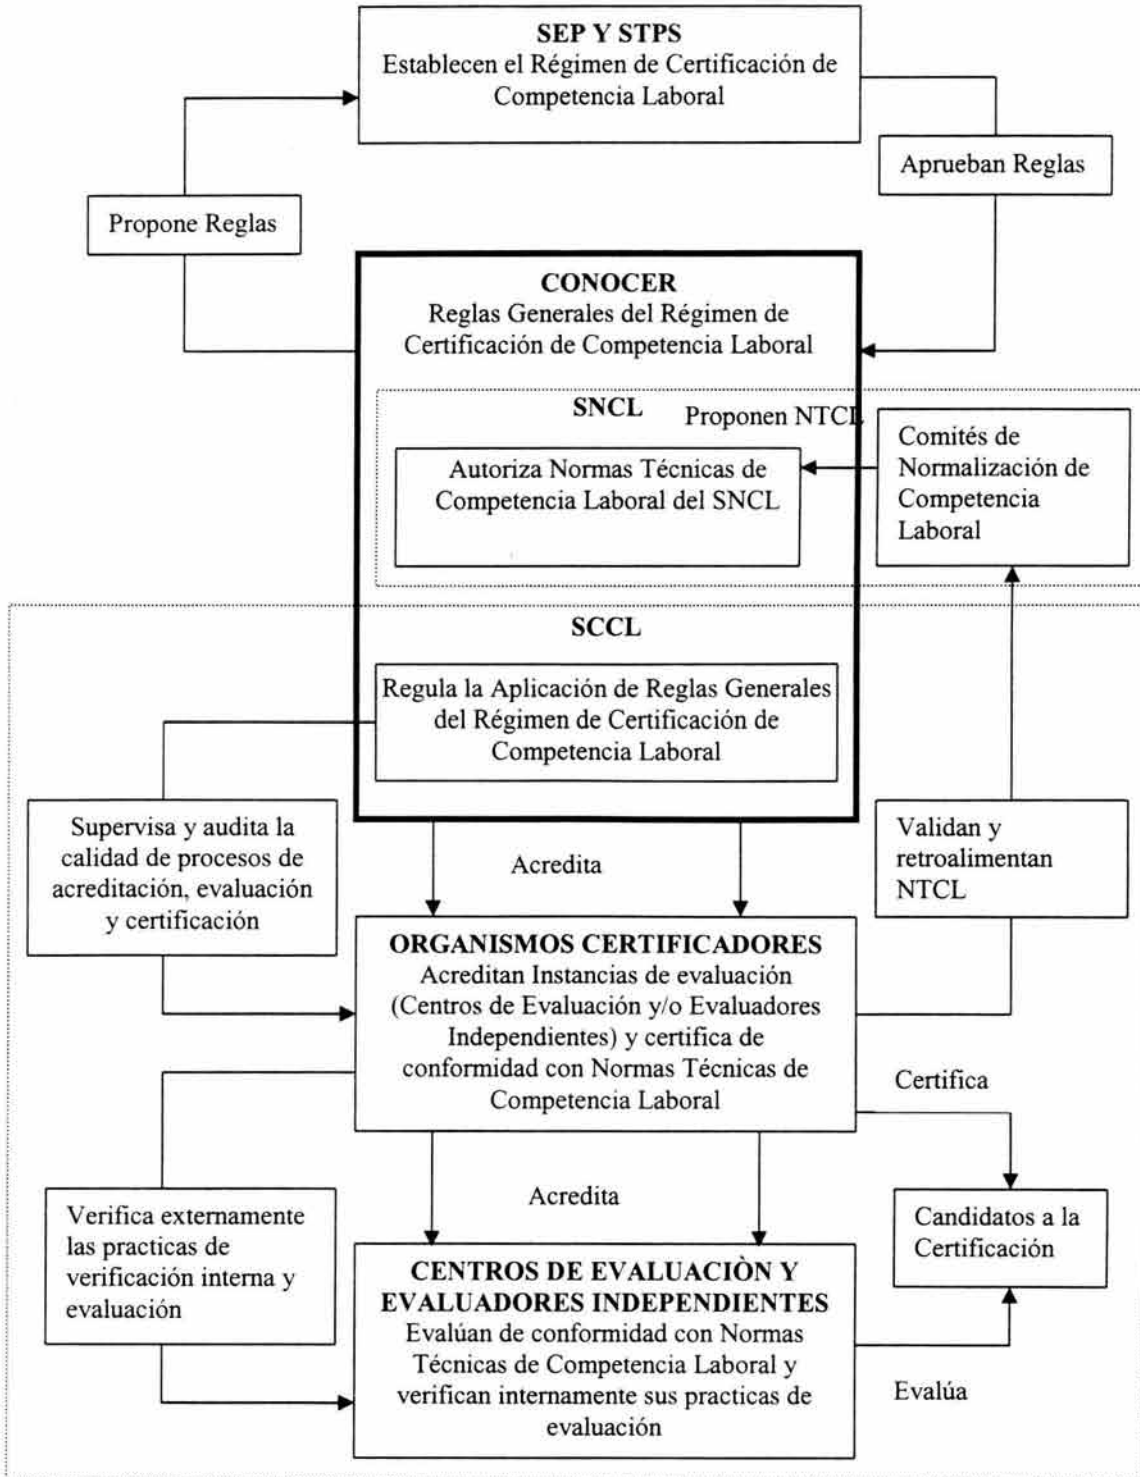 SEP Y STPS
Establecen el Régimen de Certificación de
Competencia Laboral
Aprueban Reglas
Propone Reglas
CONOCER
Reglas Generales del Régimen de
Certificación de Competencia Laboral
SNCL
Proponen NTCL
Autoriza Normas Técnicas de
Competencia Laboral del SNCL
Comités de
Normalización de
Competencia
Laboral
SCCL
Regula la Aplicación de Reglas Generales
del Régimen de Certificación de
Competencia Laboral
Supervisa y audita la
calidad de procesos de
acreditación, evaluación
y certificación
Acredita
Validan y
retroalimentan
NTCL
ORGANISMOS CERTIFICADORES
Acreditan Instancias de evaluación
(Centros de Evaluación y/o Evaluadores
Independientes) y certifica de
conformidad con Normas Técnicas de
Competencia Laboral
Certifica
Acredita
Verifica externamente
las practicas de
verificación interna y
evaluación
Candidatos a la
Certificación
CENTROS DE EVALUACIÒN Y
EVALUADORES INDEPENDIENTES
Evalúan de conformidad con Normas
Técnicas de Competencia Laboral y
verifican internamente sus practicas de
evaluación
Evalúa